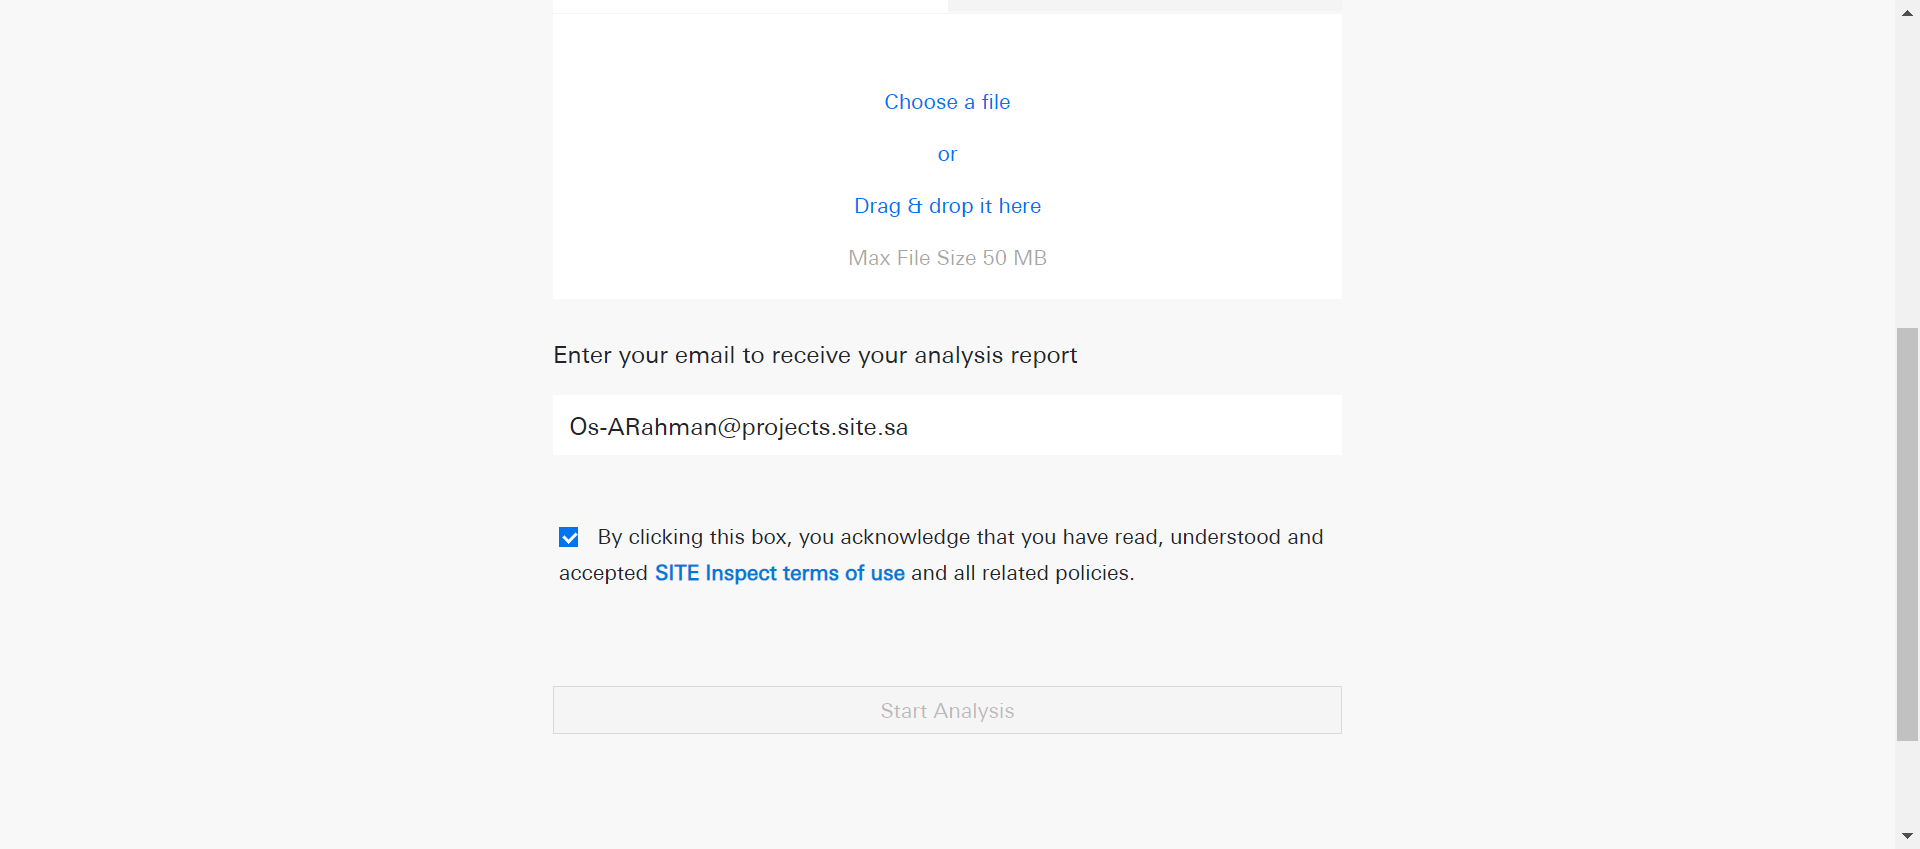 Choose a file
or
Drag & drop it here
Max File Size 50 MB
Enter your email to receive your analysis report
Os-ARahman@projects.site.sa
By clicking this box, you acknowledge that you have read, understood and
accepted SITE Inspect terms of use and all related policies.
Start Analysis